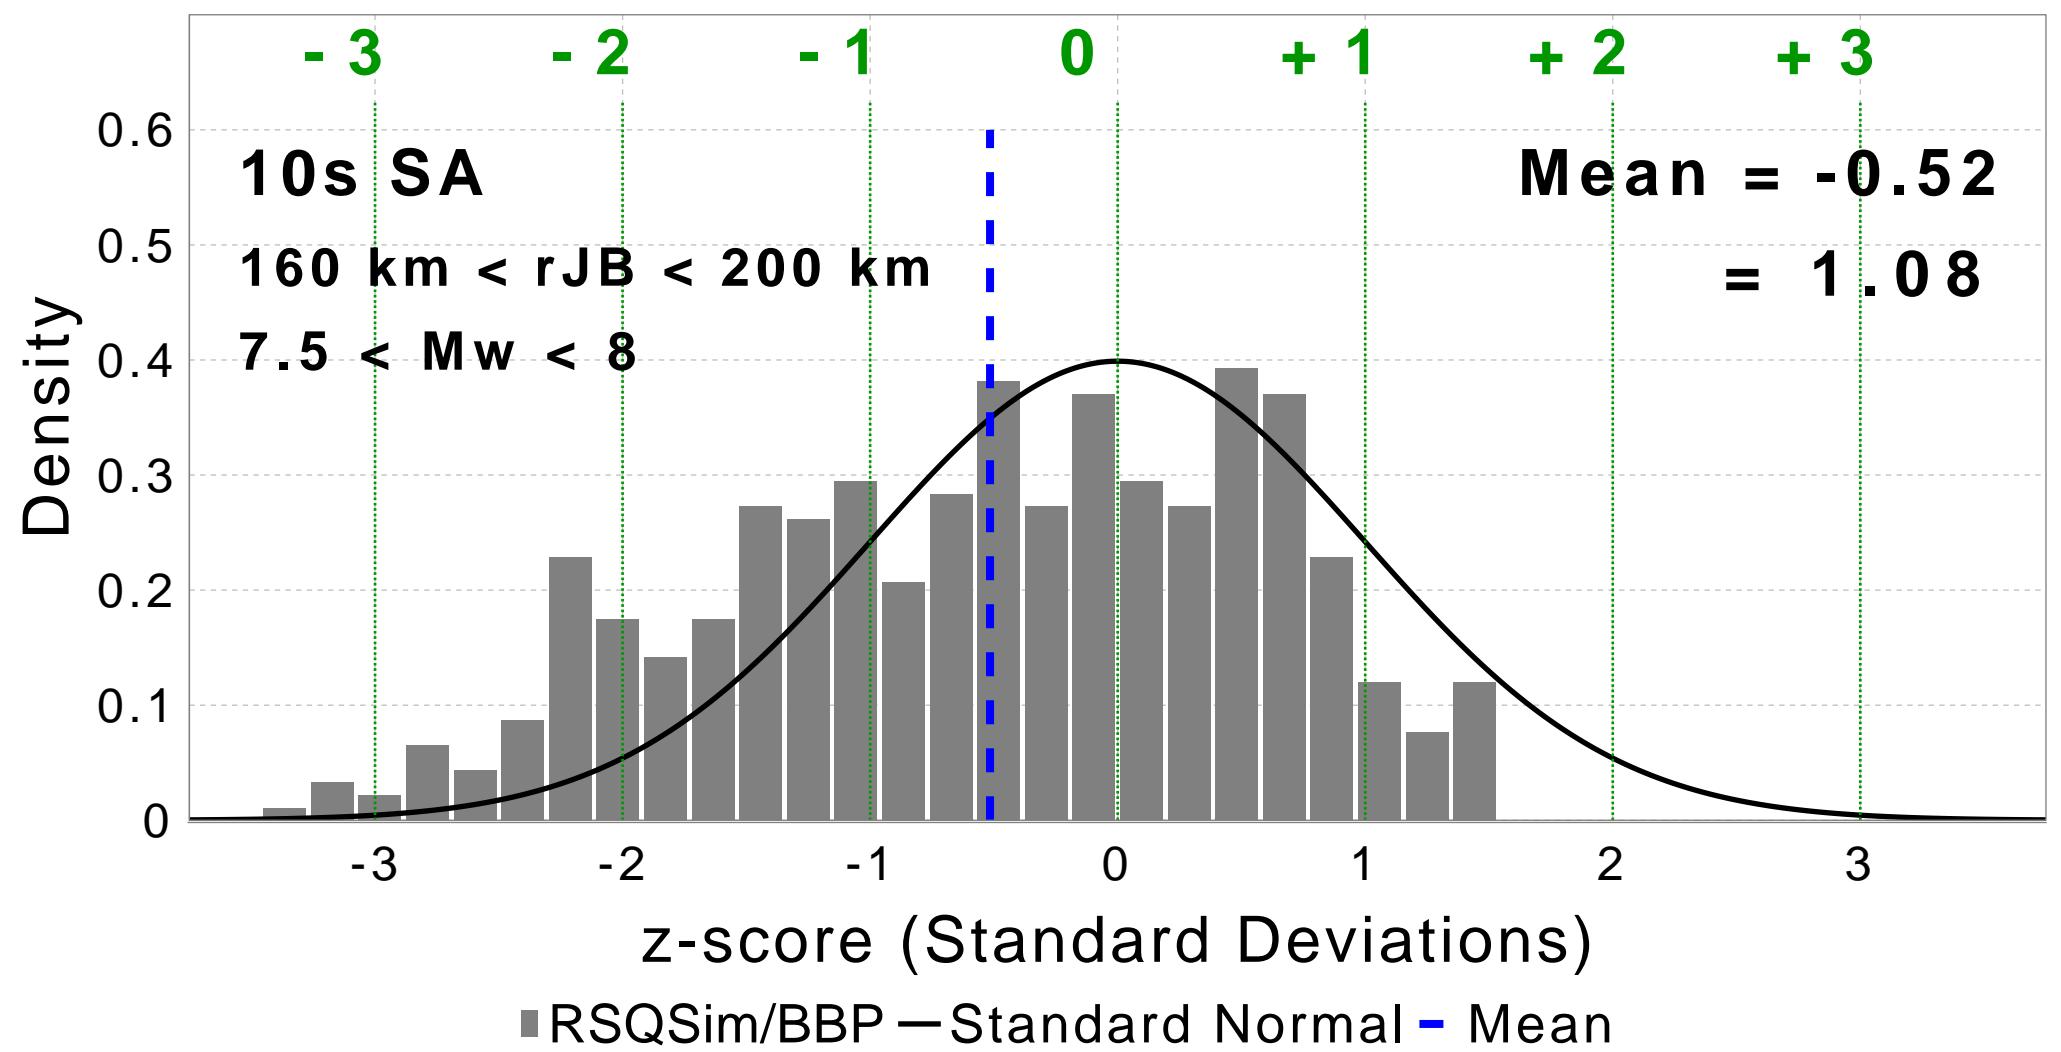 - 3 - 2 - 1 0 + 1 + 2 + 3
0.6
0.5
0.4
0.3
0.2
0.1
0
Density
10s SA
160 km < rJB < 200 km
7.5 < Mw < 8
Mean = -0.52
= 1.08
-3 -2 -1 0 1 2 3
z-score (Standard Deviations)
RSQSim/BBP Standard Normal Mean